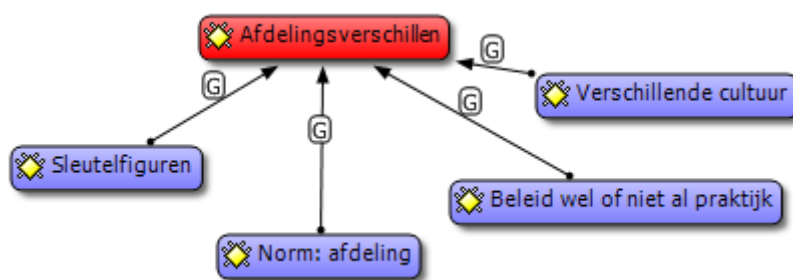 Afdelingsverschillen
G
Verschillende cultuur
G
G
G
Sleutelfiguren
Beleid wel of niet al praktijk
Norm: afdeling